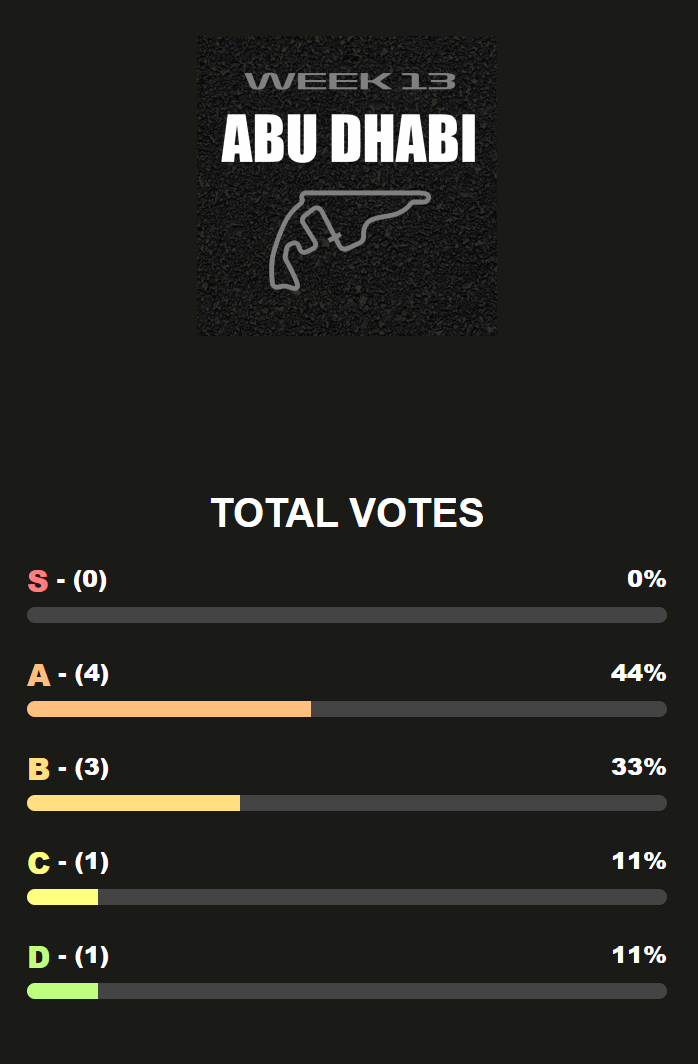 WEEK 13
ABU DHABI
TOTAL VOTES
S - (0) 0%
A - (4) 44%
B - (3) 33%
C - (1) 11%
D - (1) 11%